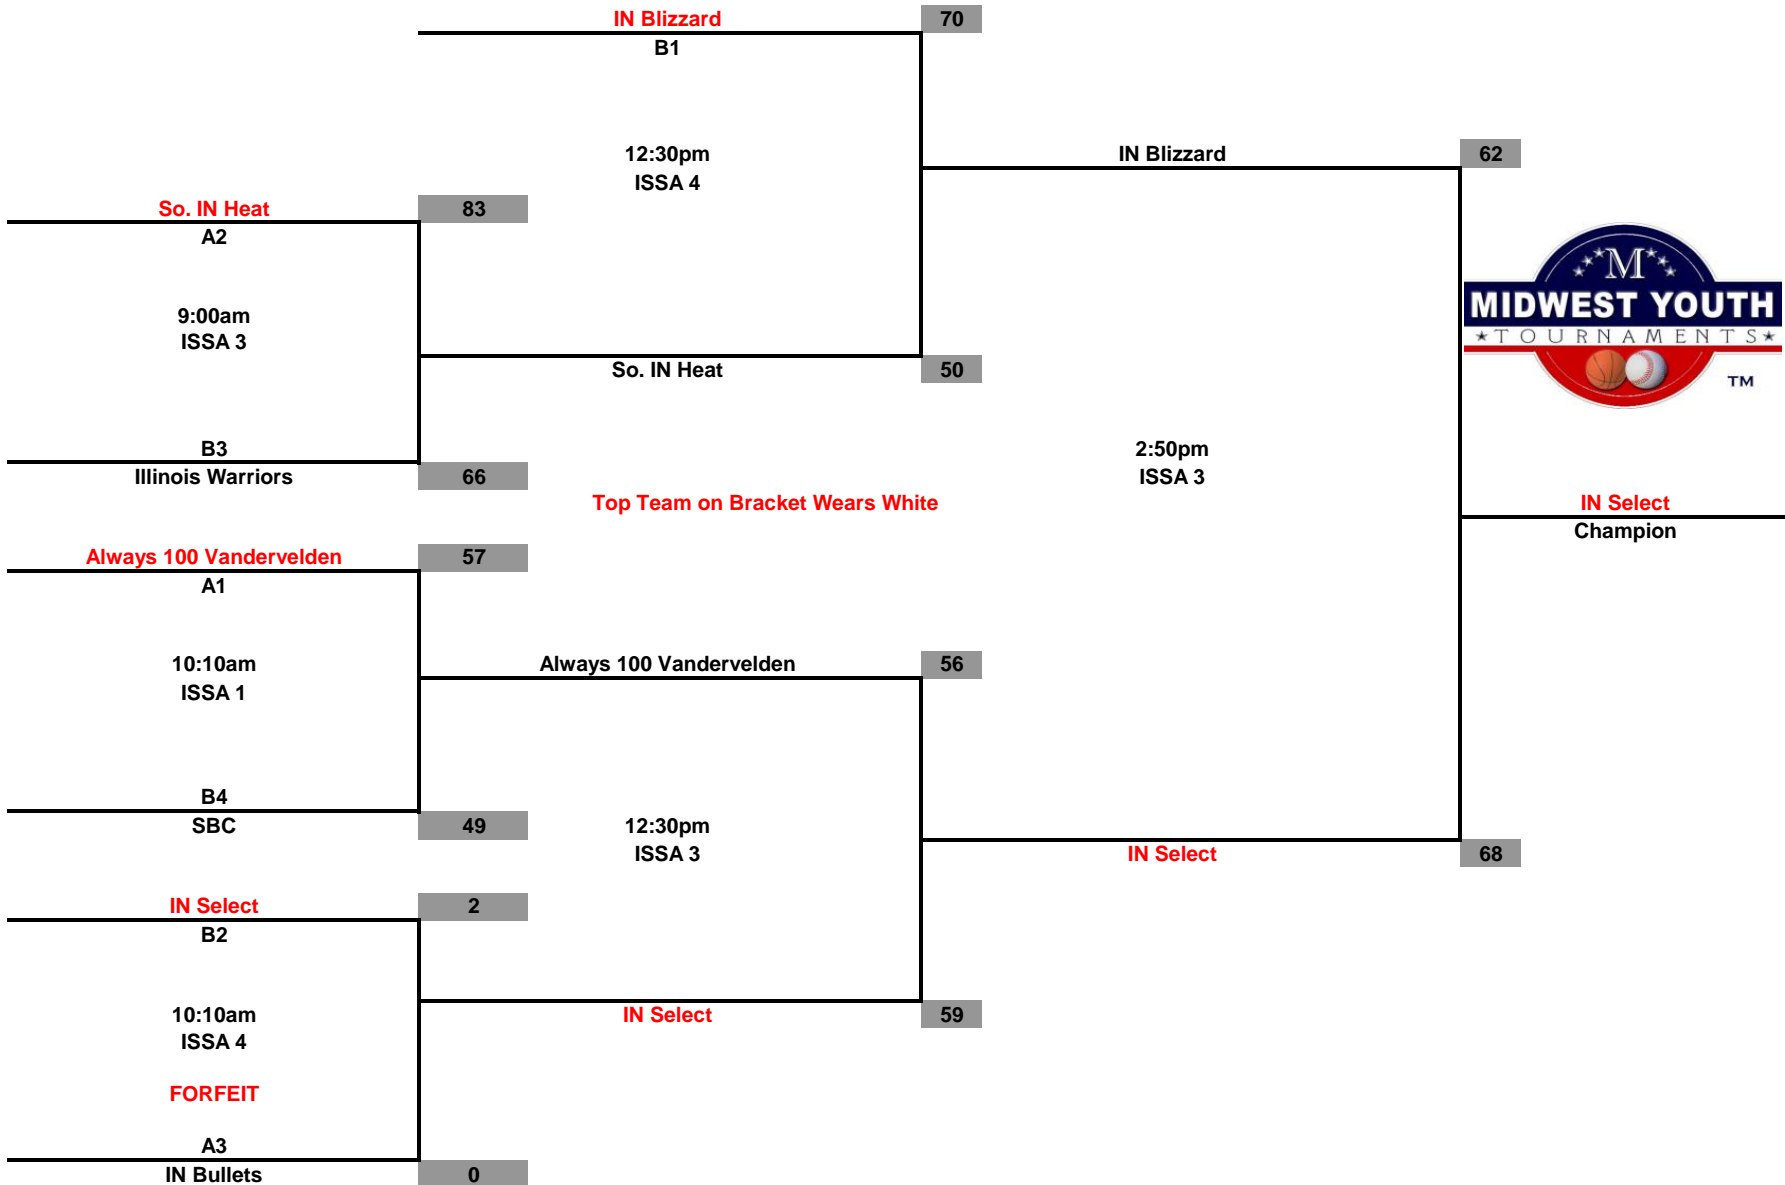 IN Blizzard 70
B1
12:30pm
ISSA 4
IN Blizzard 62
So. IN Heat 83
A2
9:00am
ISSA 3
So. IN Heat 50
B3
Illinois Warriors 66
M
MIDWEST YOUTH
★TOURNAMENTS★
TM
2:50pm
ISSA 3
Top Team on Bracket Wears White
IN Select
Champion
Always 100 Vandervelden 57
A1
10:10am
ISSA 1
Always 100 Vandervelden 56
B4
SBC 49
12:30pm
ISSA 3
IN Select 68
IN Select 2
B2
10:10am
ISSA 4
IN Select 59
FORFEIT
A3
IN Bullets 0